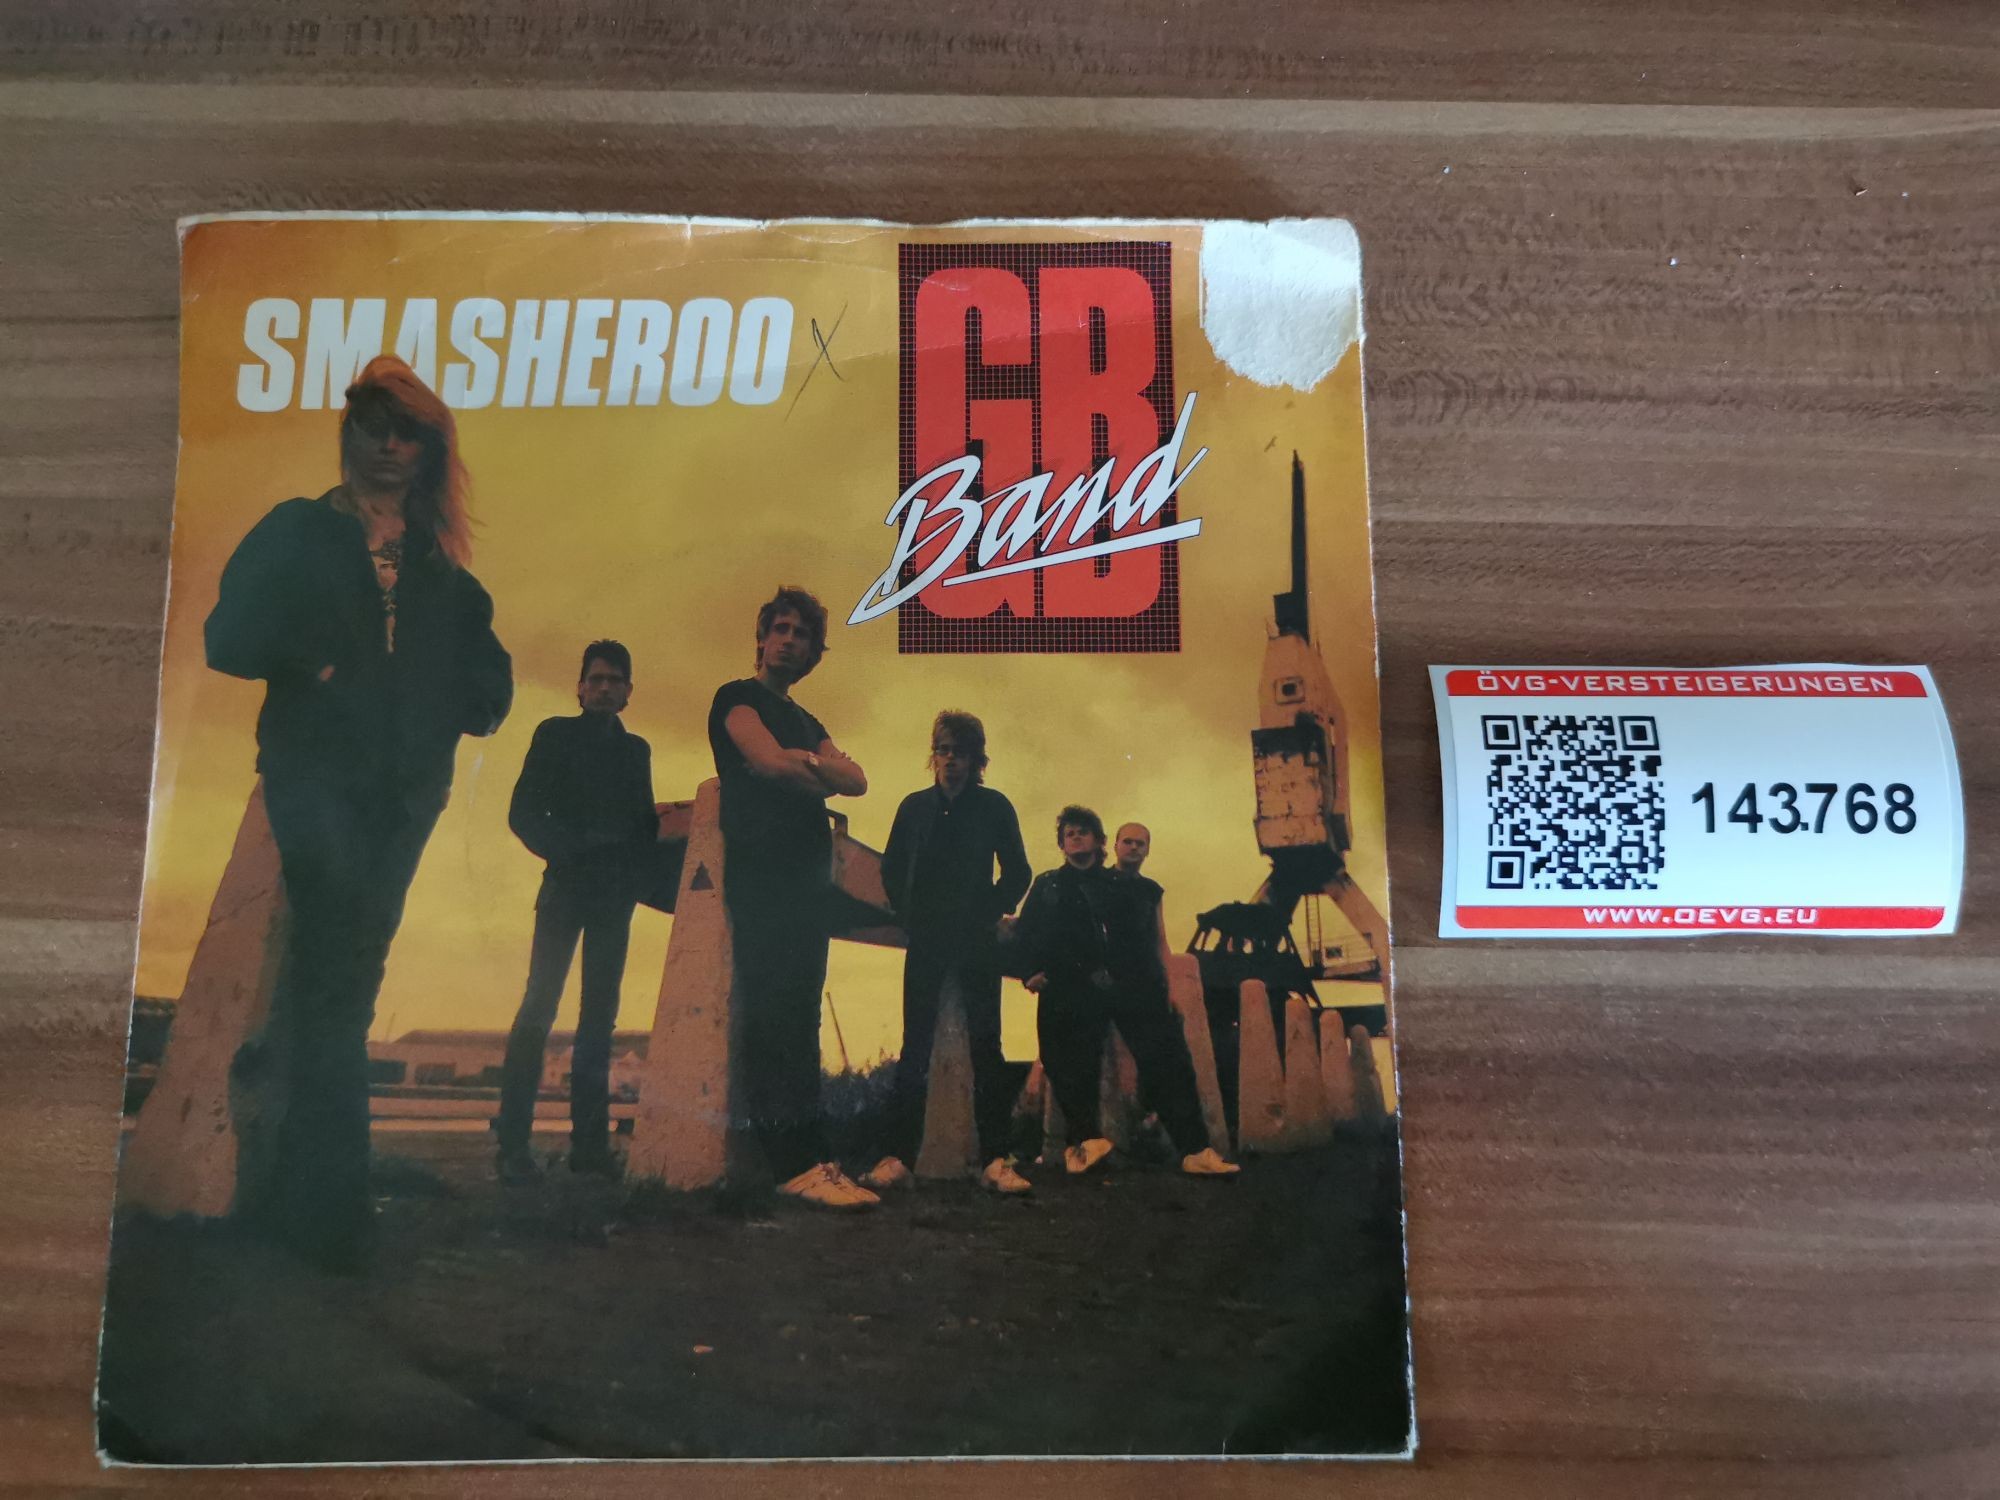 SMASHEROO
GB
Band
ÖVG-VERSTEIGERUNGEN
143.768
WWW.OEVG.EU